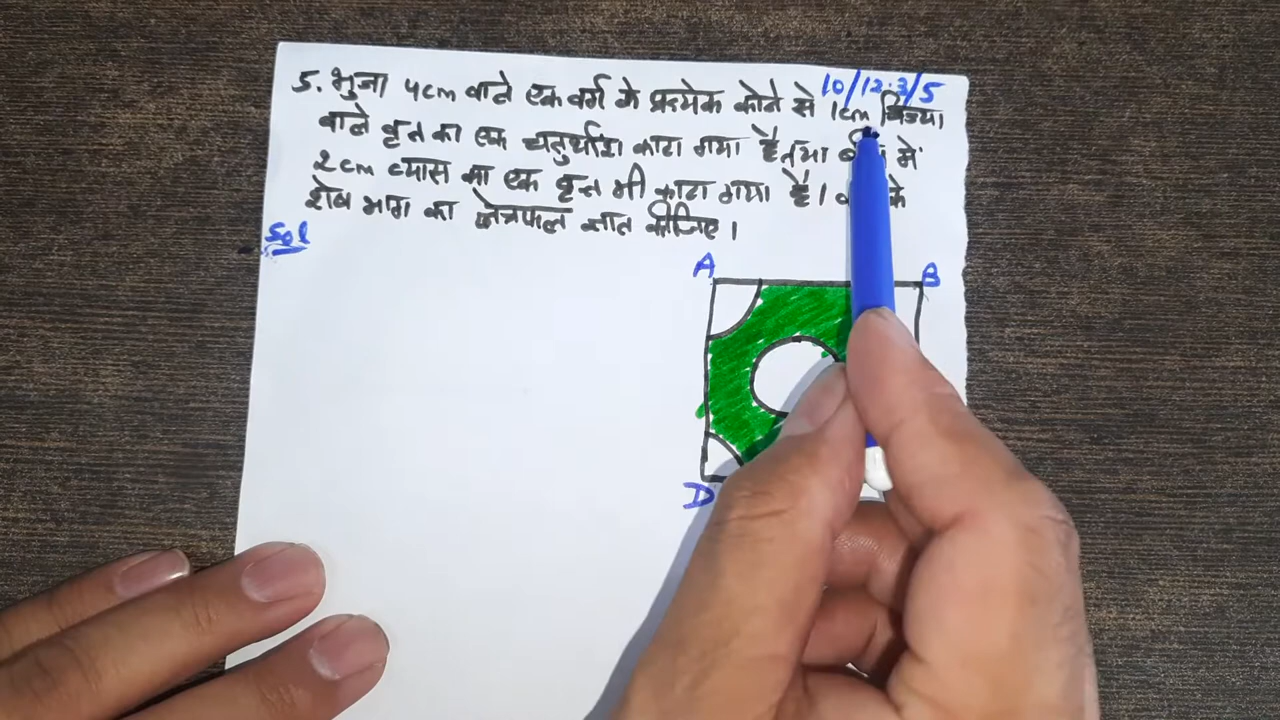 10/12.3/5
5. भुजा 4cm वाले एक वर्ग के प्रत्येक कोने से 1cm त्रिज्या
वाले वृत्त का एक चतुर्थांश काटा गया है तथा में
2cm व्यास का एक वृत्त भी काटा गया है। के
शेष भाग का क्षेत्रफल ज्ञात कीजिए।
Sol
A B
D